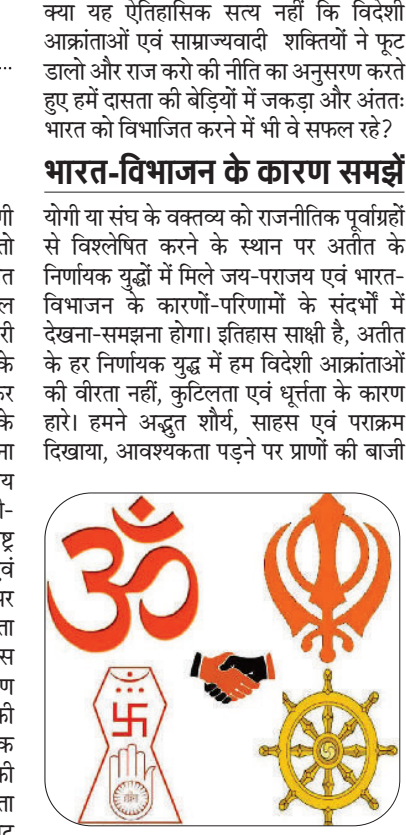 क्या यह ऐतिहासिक सत्य नहीं कि विदेशी
आक्रांताओं एवं साम्राज्यवादी शक्तियों ने फूट
डालो और राज करो की नीति का अनुसरण करते
हुए हमें दासता की बेड़ियों में जकड़ा और अंततः
भारत को विभाजित करने में भी वे सफल रहे?
भारत-विभाजन के कारण समझें
योगी या संघ के वक्तव्य को राजनीतिक पूर्वाग्रहों
से विश्लेषित करने के स्थान पर अतीत के
निर्णायक युद्धों में मिले जय-पराजय एवं भारत-
विभाजन के कारणों-परिणामों के संदर्भों में
देखना-समझना होगा। इतिहास साक्षी है, अतीत
के हर निर्णायक युद्ध में हम विदेशी आक्रांताओं
की वीरता नहीं, कुटिलता एवं धूर्त्तता के कारण
हारे। हमने अद्भुत शौर्य, साहस एवं पराक्रम
दिखाया, आवश्यकता पड़ने पर प्राणों की बाजी
ॐ